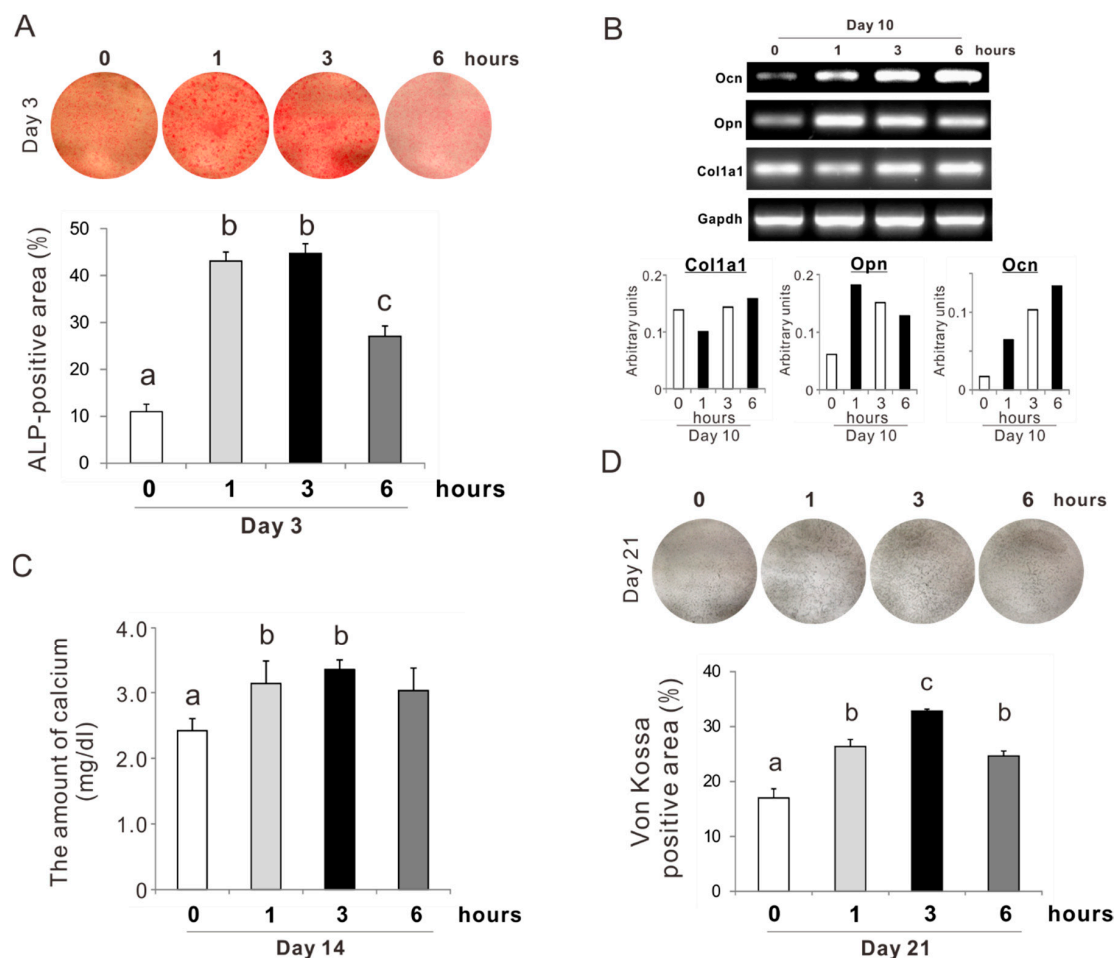 A
0 1 3 6 hours
Day 3
ALP-positive area (%)
50
40
30
20
10
0
a
b
b
c
0 1 3 6 hours
Day 3
B
Day 10
0 1 3 6 hours
Ocn
Opn
Col1a1
Gapdh
Col1a1
Arbitrary units
0.2
0.1
0
0 1 3 6
hours
Day 10
Opn
Arbitrary units
0.2
0.1
0
0 1 3 6
hours
Day 10
Ocn
Arbitrary units
0.1
0
0 1 3 6
hours
Day 10
C
The amount of calcium
(mg/dl)
4.0
3.0
2.0
1.0
0
a
b
b
0 1 3 6 hours
Day 14
D
0 1 3 6 hours
Day 21
Von Kossa
positive area (%)
40
30
20
10
0
a
b
c
b
0 1 3 6 hours
Day 21